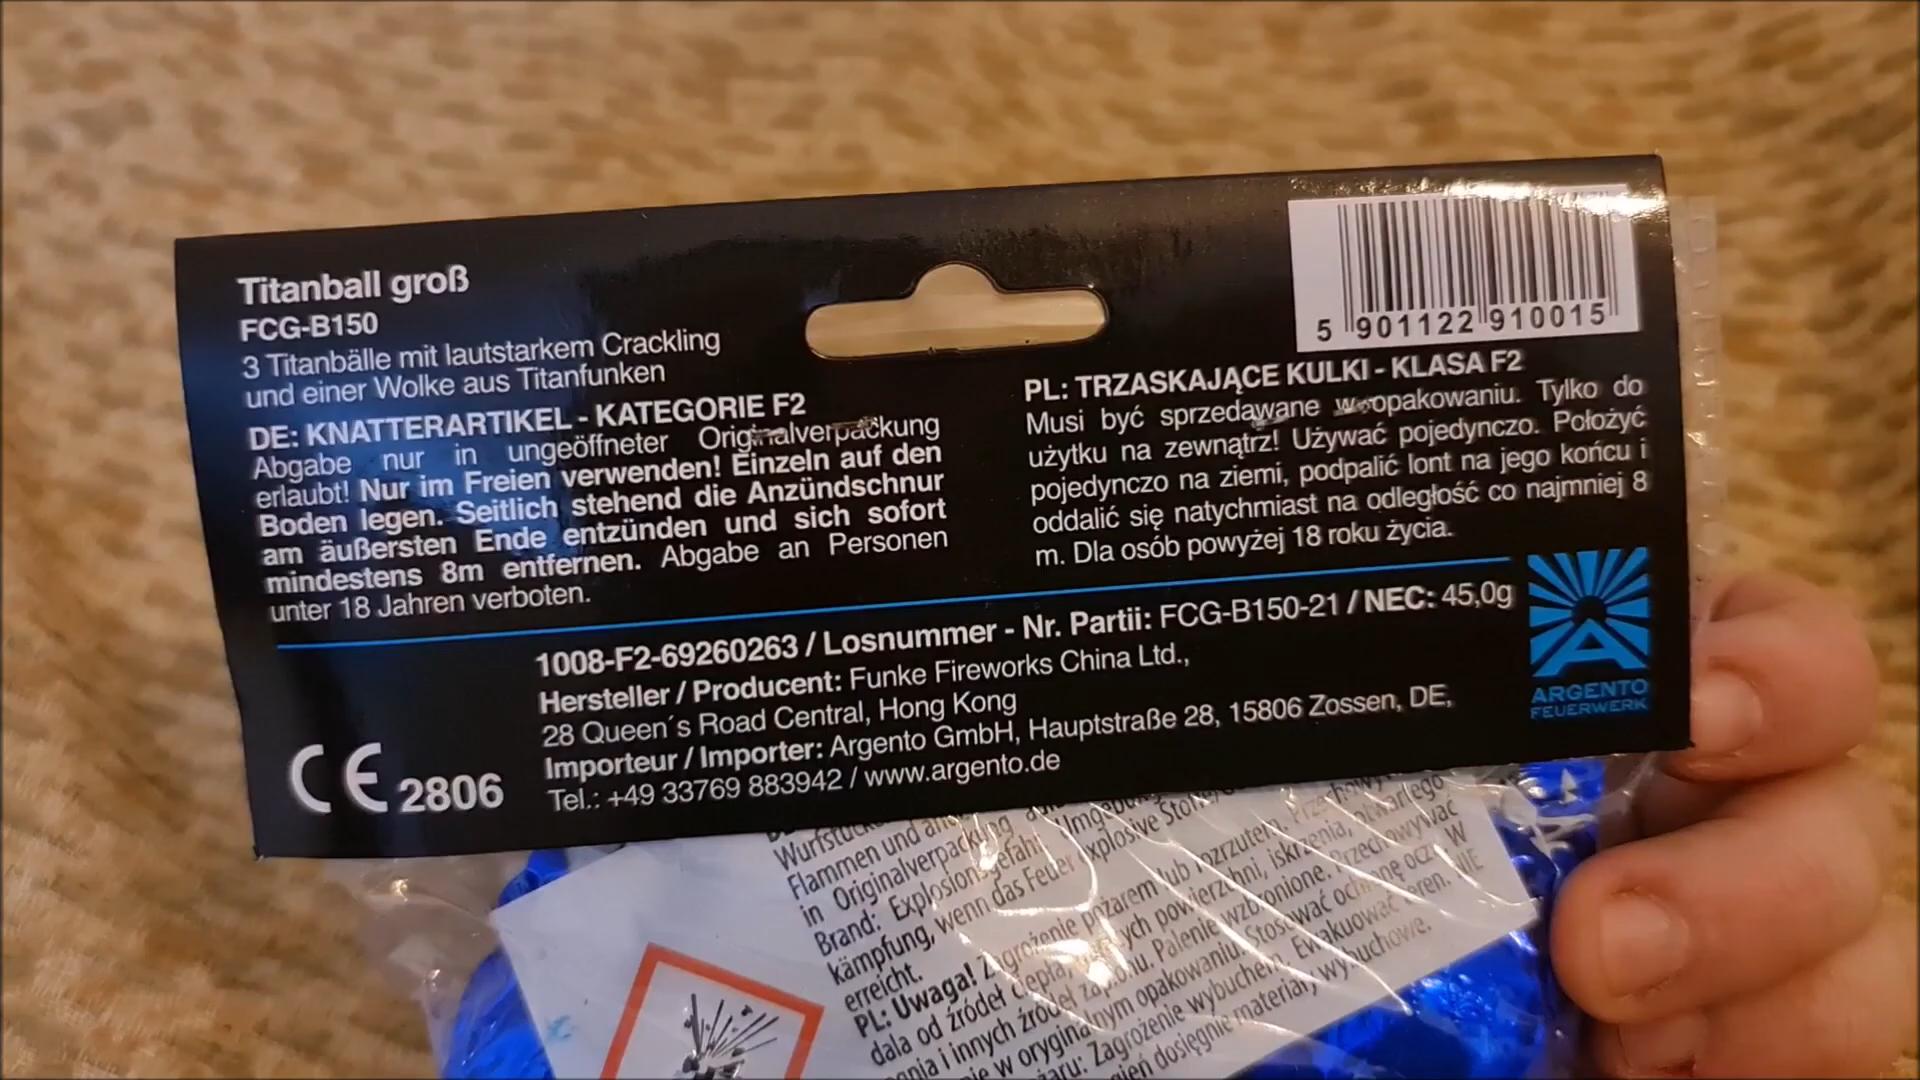 Titanball groß
FCG-B150
3 Titanbälle mit lautstarkem Crackling
und einer Wolke aus Titanfunken
DE: KNATTERARTIKEL - KATEGORIE F2
Abgabe nur in ungeöffneter Originalverpackung
erlaubt! Nur im Freien verwenden! Einzeln auf den
Boden legen. Seitlich stehend die Anzündschnur
am äußersten Ende entzünden und sich sofort
mindestens 8m entfernen. Abgabe an Personen
unter 18 Jahren verboten.
5 901122 910015
PL: TRZASKAJĄCE KULKI - KLASA F2
Musi być sprzedawane w opakowaniu. Tylko do
użytku na zewnątrz! Używać pojedynczo. Położyć
pojedynczo na ziemi, podpalić lont na jego końcu i
oddalić się natychmiast na odległość co najmniej 8
m. Dla osób powyżej 18 roku życia.
1008-F2-69260263 / Losnummer - Nr. Partii: FCG-B150-21 / NEC: 45,0g
Hersteller / Producent: Funke Fireworks China Ltd.,
28 Queen´s Road Central, Hong Kong
Importeur / Importer: Argento GmbH, Hauptstraße 28, 15806 Zossen, DE,
Tel.: +49 33769 883942 / www.argento.de
CE 2806
ARGENTO
FEUERWERK
Flammen und
in Originalverpackung
Brand: Explosionsgefahr
kämpfung, wenn das Feuer explosive
erreicht.
PL: Uwaga! Zagrożenie pożarem lub rozrzutem.
dala od źródeł ciepła, powierzchni, iskrzenia, otwartego
i innych źródeł zapłonu. Palenie wzbronione. Przechowywać
w oryginalnym opakowaniu. Stosować ochronę oczu. W
Zagrożenie wybuchem. Ewakuować teren. NIE
dosięgnie materiały wybuchowe.